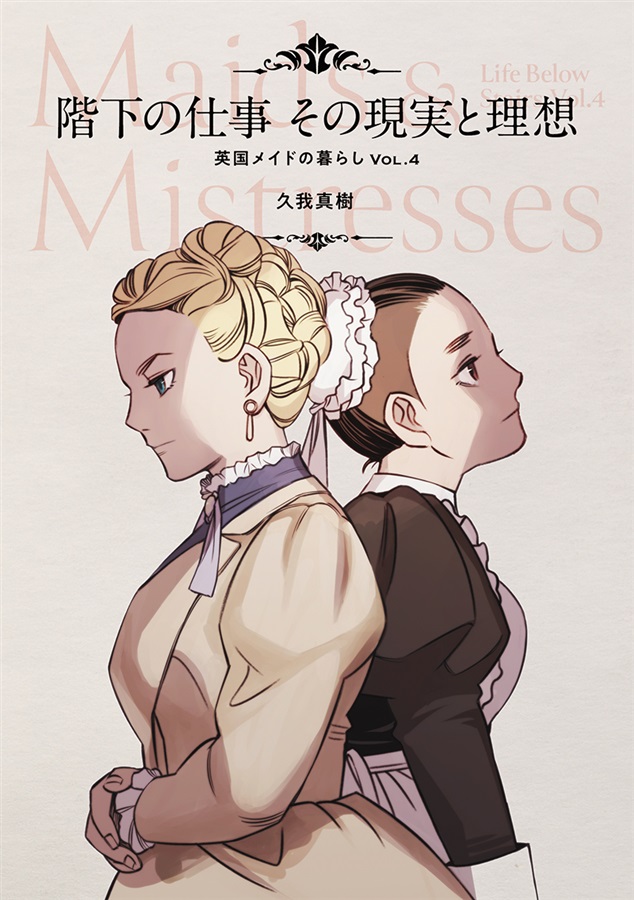 Maids &
Life Below
Stairs Vol.4
階下の仕事 その現実と理想
英国メイドの暮らし VOL.4
Mistresses
久我真樹